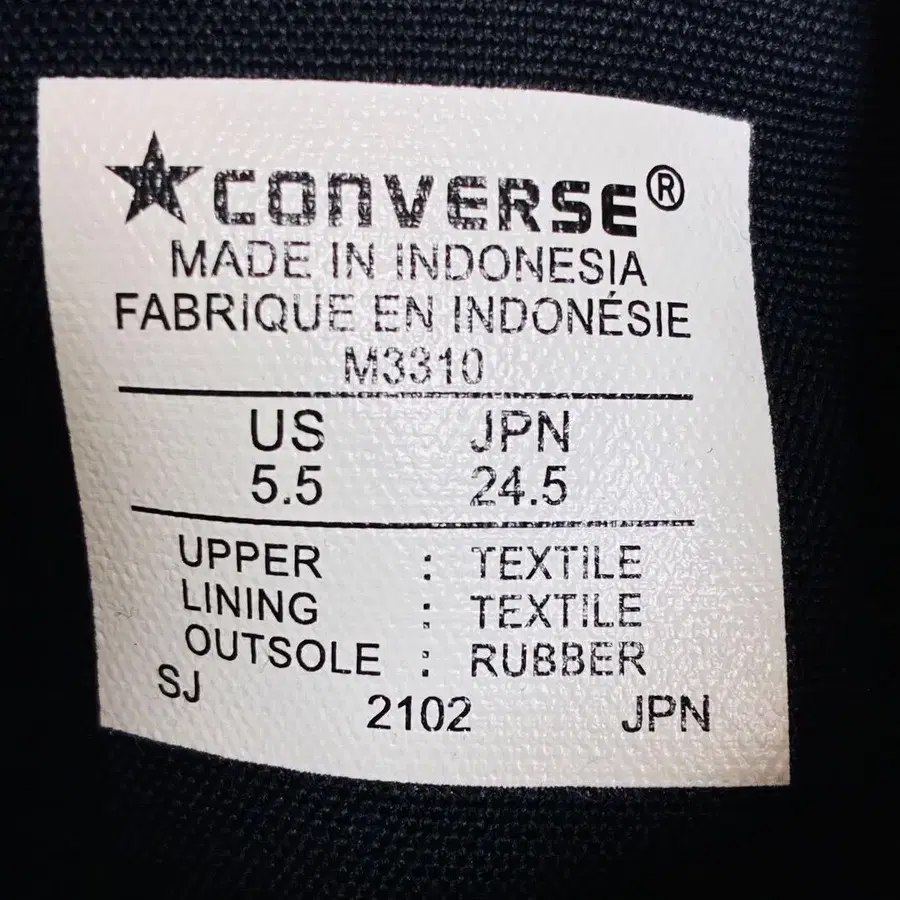 CONVERSE®
MADE IN INDONESIA
FABRIQUE EN INDONÉSIE
M3310
US JPN
5.5 24.5
UPPER : TEXTILE
LINING : TEXTILE
OUTSOLE : RUBBER
SJ 2102 JPN